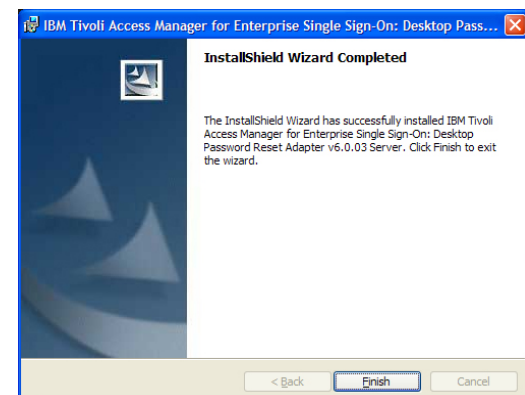 IBM Tivoli Access Manager for Enterprise Single Sign-On: Desktop Pass...
InstallShield Wizard Completed
The InstallShield Wizard has successfully installed IBM Tivoli
Access Manager for Enterprise Single Sign-On: Desktop
Password Reset Adapter v6.0.03 Server. Click Finish to exit
the wizard.
< Back
Finish
Cancel